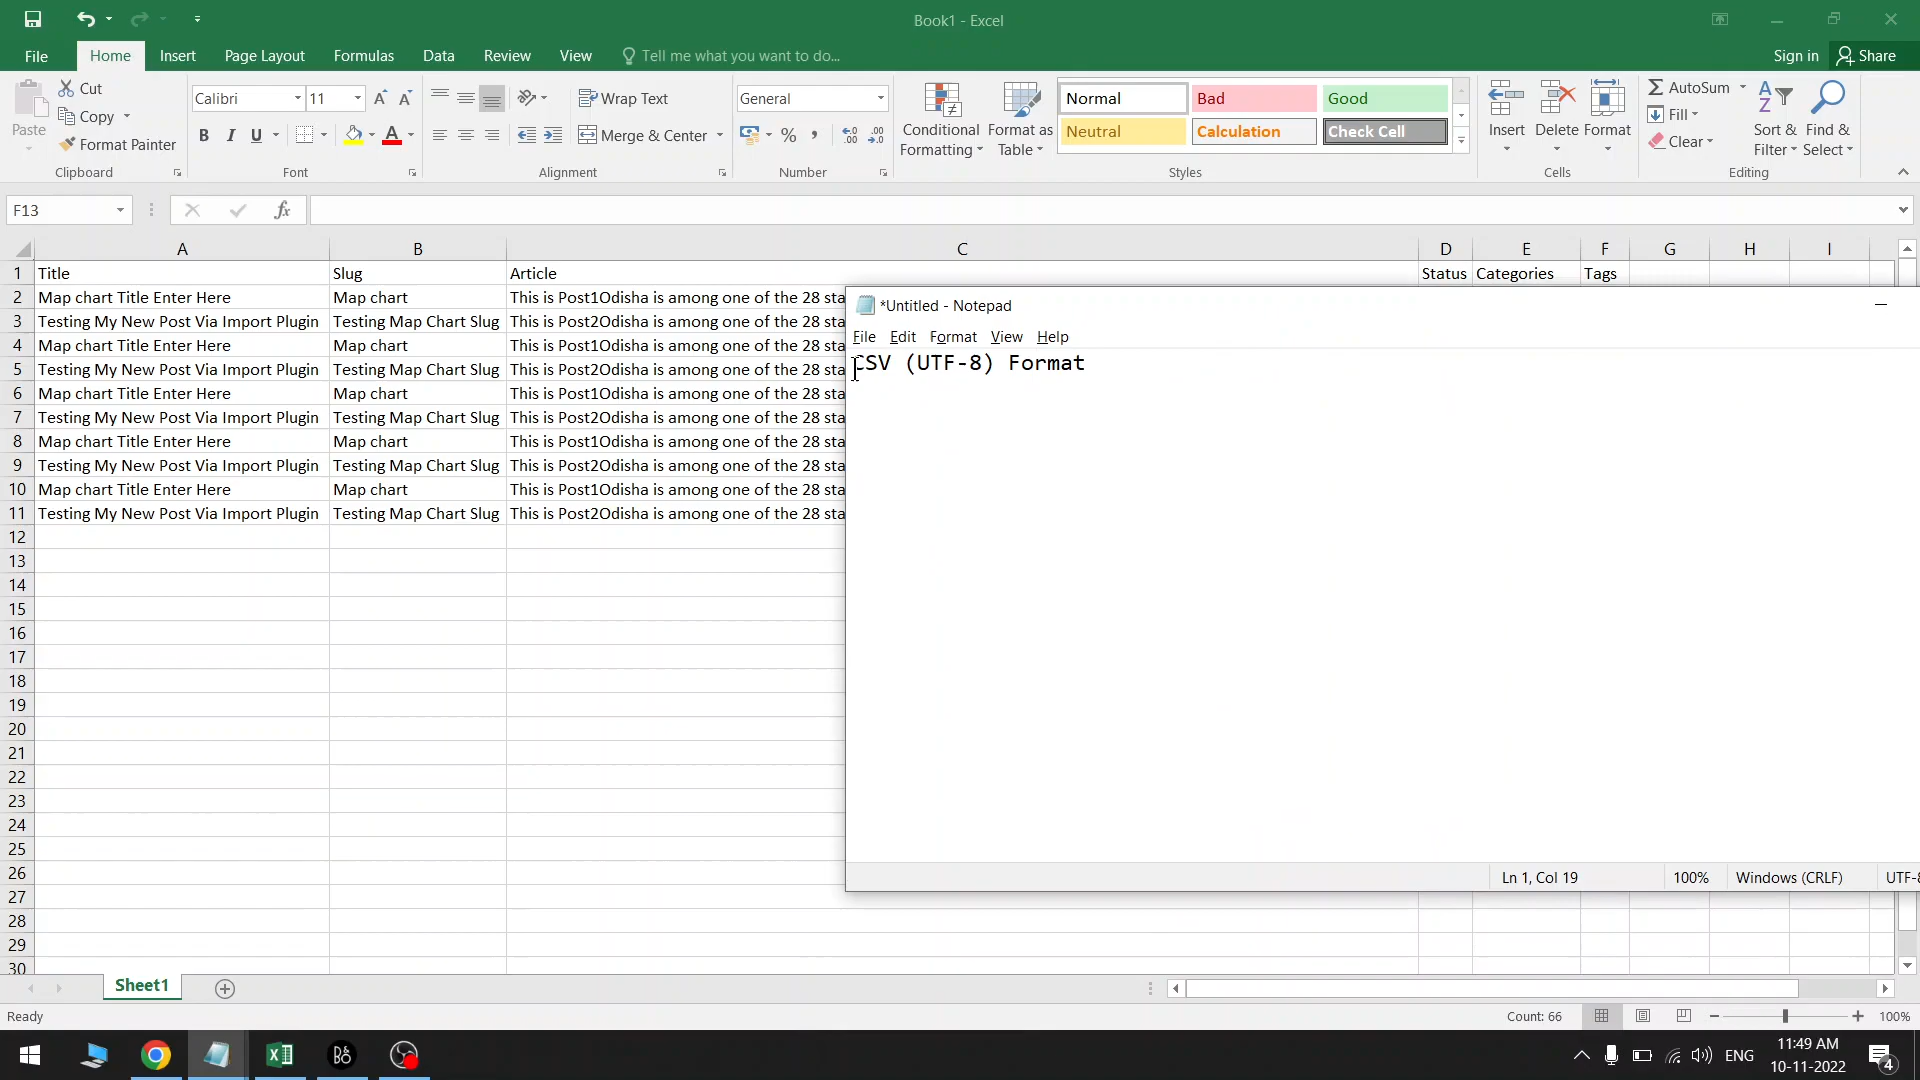 Book1 - Excel
File Home Insert Page Layout Formulas Data Review View Tell me what you want to do... Sign in Share
Paste
Cut
Copy
Format Painter
Clipboard
Calibri 11 A A
B I U A
Font
Wrap Text
Merge & Center
Alignment
General
% , .00
Number
Conditional Formatting
Format as Table
Normal Bad Good
Neutral Calculation Check Cell
Styles
Insert Delete Format
Cells
AutoSum
Fill
Clear
Sort & Filter
Find & Select
Editing
F13 fx
A B C D E F G H I
1 Title Slug Article Status Categories Tags
2 Map chart Title Enter Here Map chart This is Post1Odisha is among one of the 28 sta
3 Testing My New Post Via Import Plugin Testing Map Chart Slug This is Post2Odisha is among one of the 28 sta
4 Map chart Title Enter Here Map chart This is Post1Odisha is among one of the 28 sta
5 Testing My New Post Via Import Plugin Testing Map Chart Slug This is Post2Odisha is among one of the 28 sta
6 Map chart Title Enter Here Map chart This is Post1Odisha is among one of the 28 sta
7 Testing My New Post Via Import Plugin Testing Map Chart Slug This is Post2Odisha is among one of the 28 sta
8 Map chart Title Enter Here Map chart This is Post1Odisha is among one of the 28 sta
9 Testing My New Post Via Import Plugin Testing Map Chart Slug This is Post2Odisha is among one of the 28 sta
10 Map chart Title Enter Here Map chart This is Post1Odisha is among one of the 28 sta
11 Testing My New Post Via Import Plugin Testing Map Chart Slug This is Post2Odisha is among one of the 28 sta
12
13
14
15
16
17
18
19
20
21
22
23
24
25
26
27
28
29
30
*Untitled - Notepad
File Edit Format View Help
CSV (UTF-8) Format
Ln 1, Col 19 100% Windows (CRLF) UTF-8
Sheet1
Ready Count: 66 100%
ENG
11:49 AM
10-11-2022
4